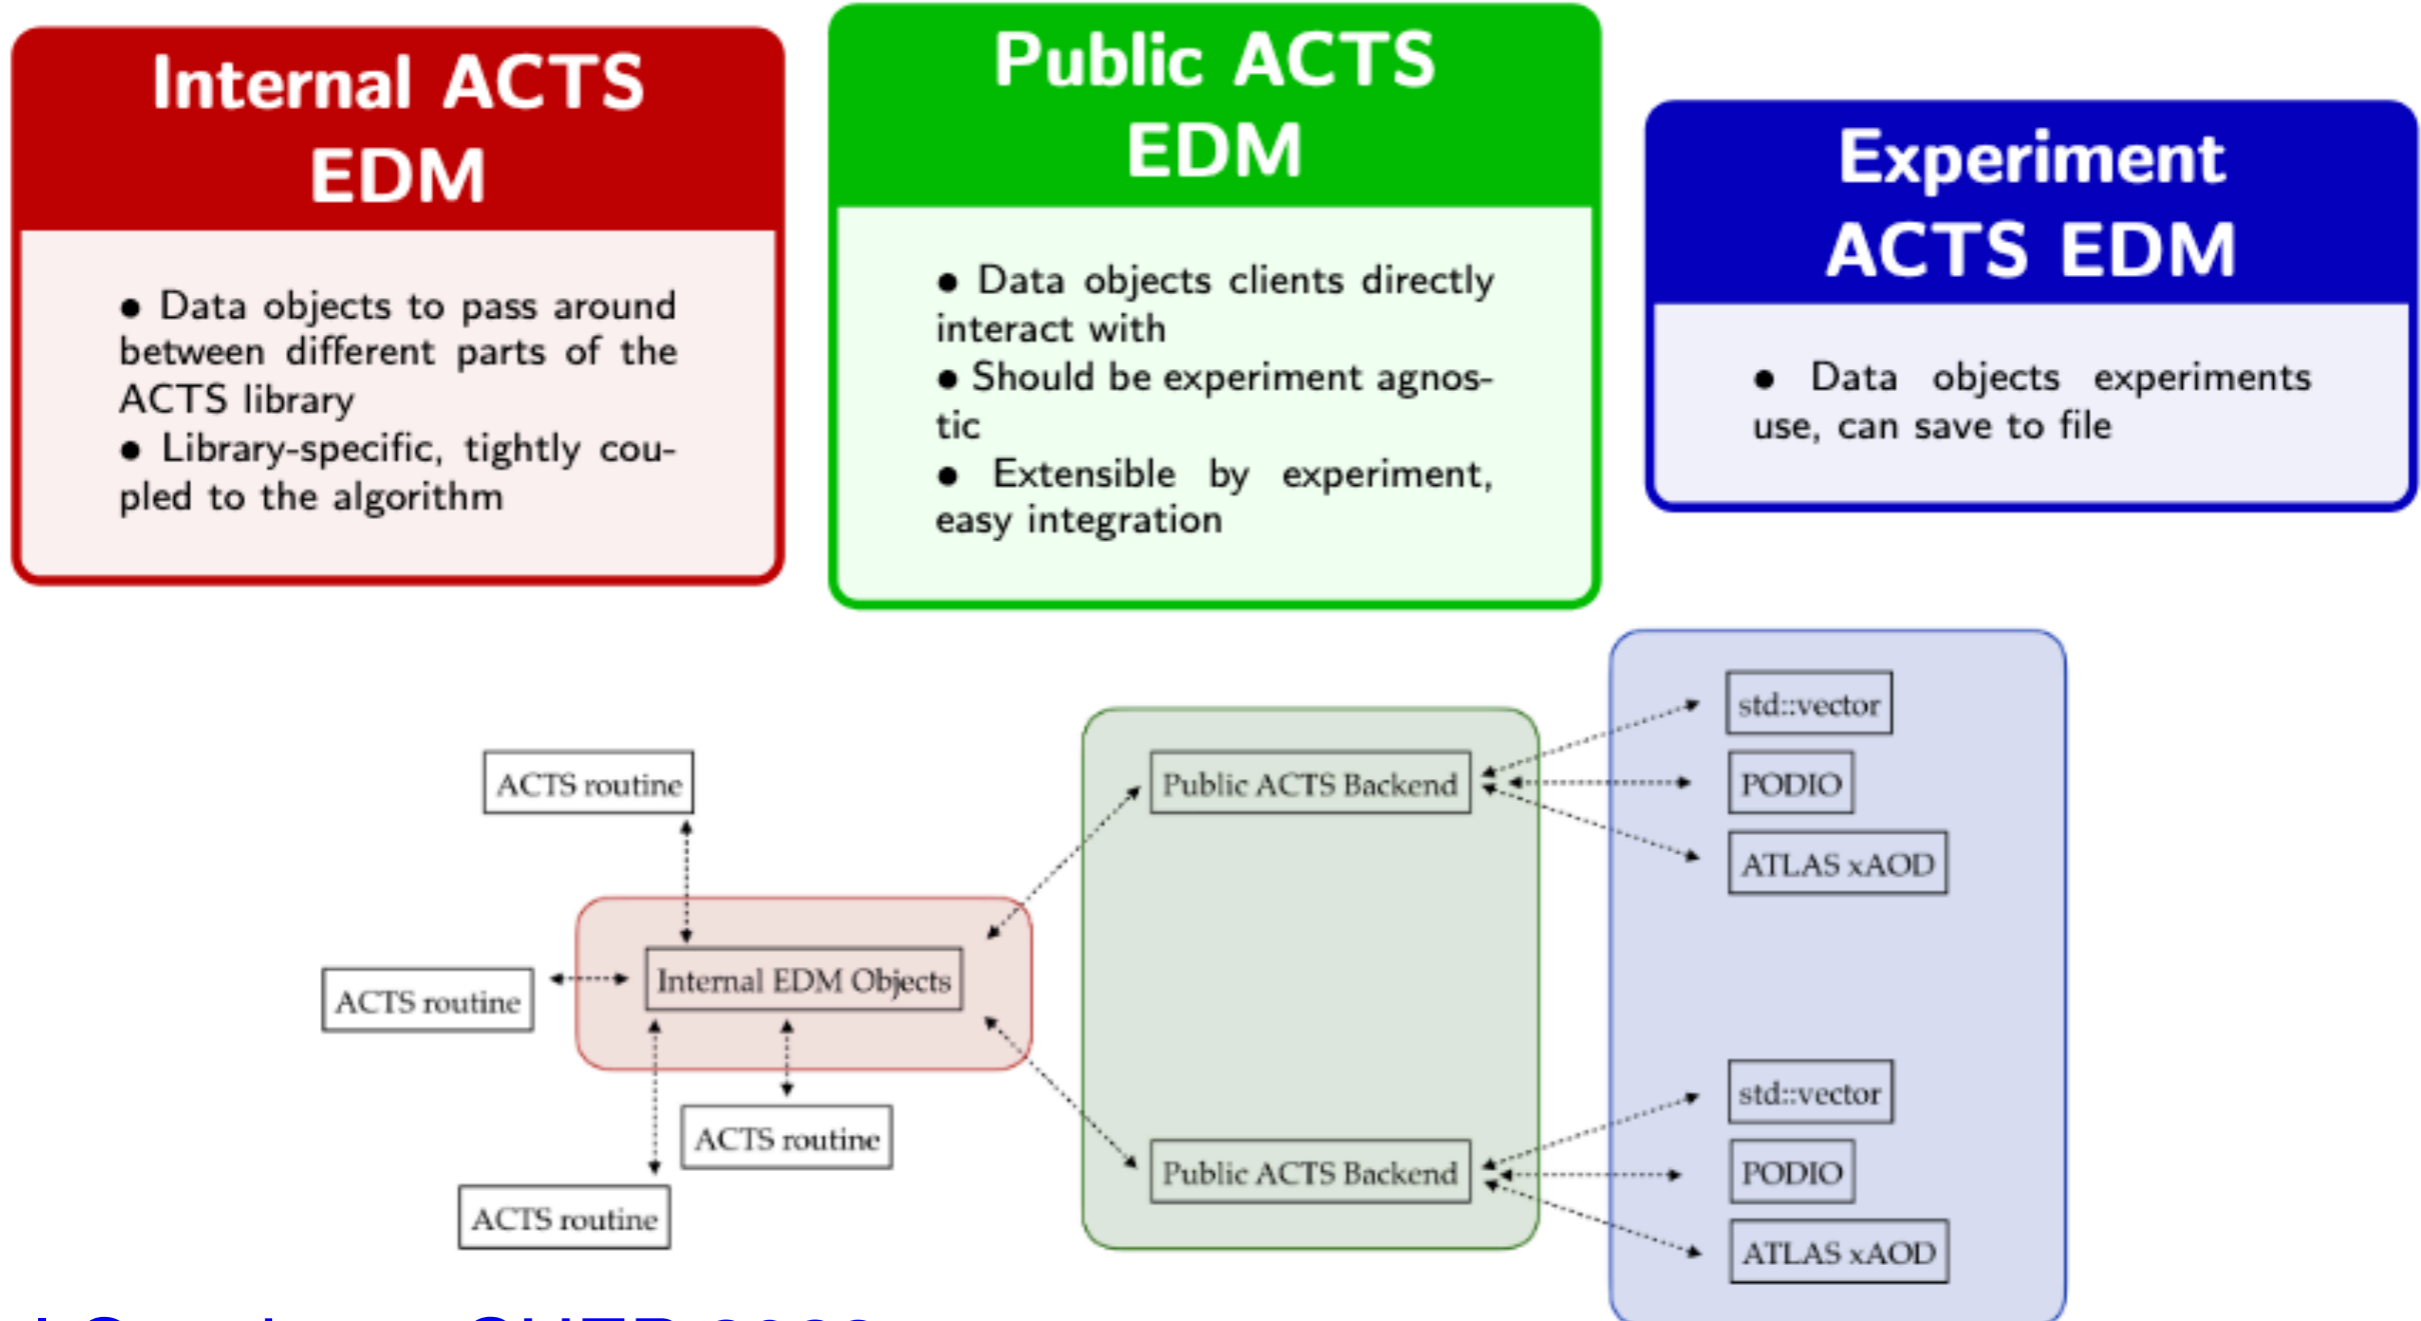 Internal ACTS
EDM
● Data objects to pass around
between different parts of the
ACTS library
● Library-specific, tightly cou-
pled to the algorithm
Public ACTS
EDM
● Data objects clients directly
interact with
● Should be experiment agnos-
tic
● Extensible by experiment,
easy integration
Experiment
ACTS EDM
● Data objects experiments
use, can save to file
ACTS routine
ACTS routine
Internal EDM Objects
ACTS routine
ACTS routine
Public ACTS Backend
Public ACTS Backend
std::vector
PODIO
ATLAS xAOD
std::vector
PODIO
ATLAS xAOD